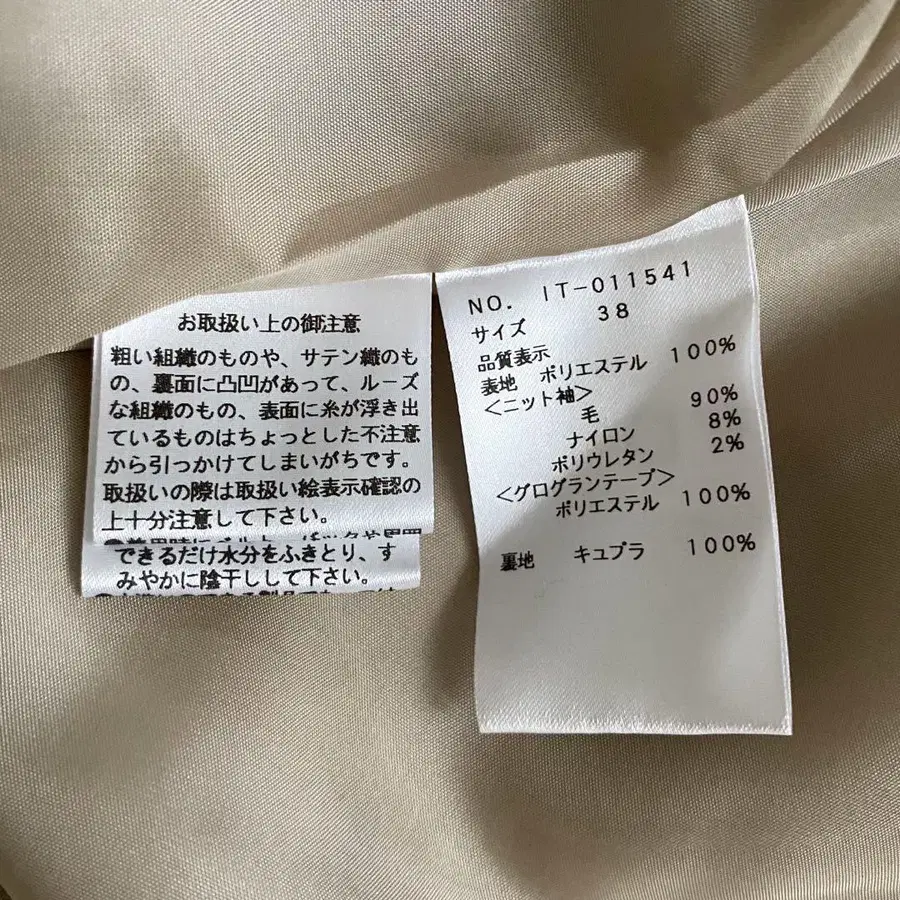 お取扱い上の御注意
粗い組織のものや、サテン織のも
の、裏面に凸凹があって、ルーズ
な組織のもの、表面に糸が浮き出
ているものはちょっとした不注意
から引っかけてしまいがちです。
取扱いの際は取扱い絵表示確認の
上十分注意して下さい。
できるだけ水分をふきとり、す
みやかに陰干しして下さい。
NO. IT-011541
サイズ 38
品質表示
表地 ポリエステル 100%
<ニット袖>
毛 90%
ナイロン 8%
ポリウレタン 2%
<グログランテープ>
ポリエステル 100%
裏地 キュプラ 100%